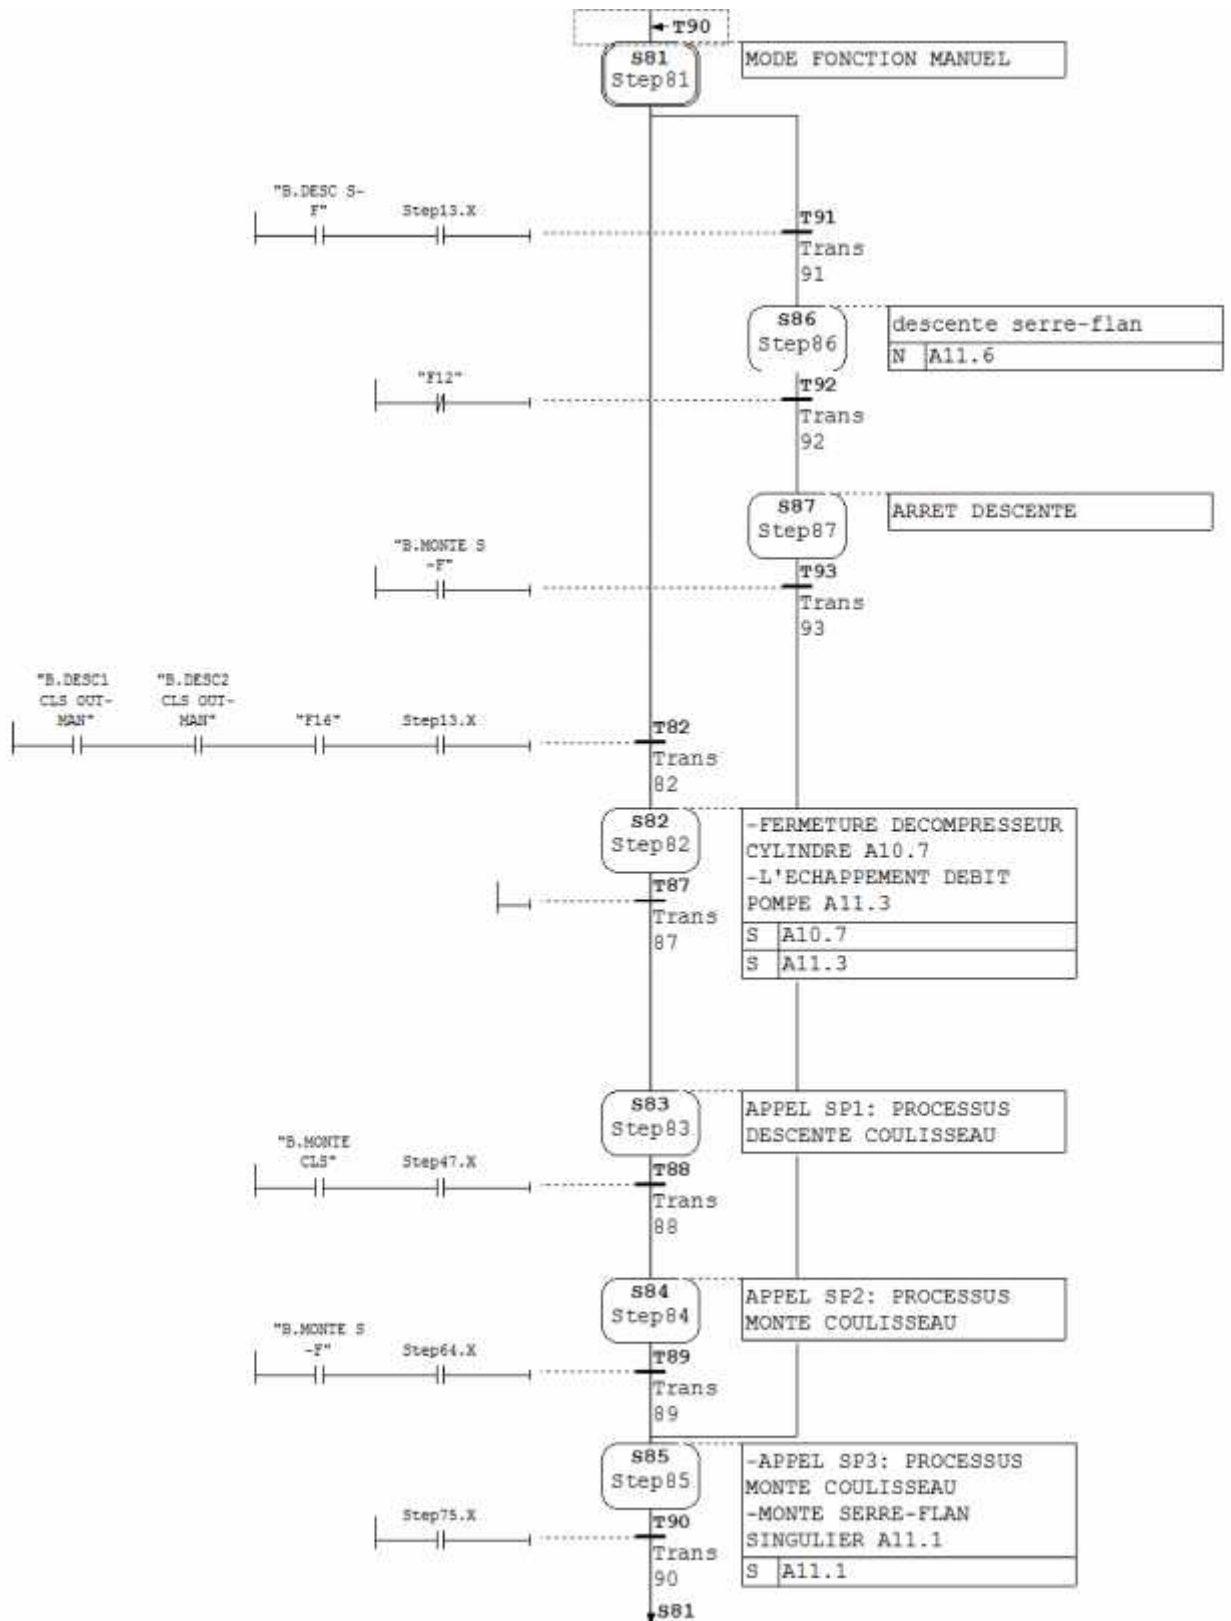 T90
S81
Step81
MODE FONCTION MANUEL
"B.DESC S-
F"
Step13.X
T91
Trans
91
S86
Step86
descente serre-flan
N A11.6
"F12"
T92
Trans
92
S87
Step87
ARRET DESCENTE
"B.MONTE S
-F"
T93
Trans
93
"B.DESC1
CLS OUT-
MAN"
"B.DESC2
CLS OUT-
MAN"
"F16"
Step13.X
T82
Trans
82
S82
Step82
-FERMETURE DECOMPRESSEUR
CYLINDRE A10.7
-L'ECHAPPEMENT DEBIT
POMPE A11.3
S A10.7
S A11.3
T87
Trans
87
S83
Step83
APPEL SP1: PROCESSUS
DESCENTE COULISSEAU
"B.MONTE
CLS"
Step47.X
T88
Trans
88
S84
Step84
APPEL SP2: PROCESSUS
MONTE COULISSEAU
"B.MONTE S
-F"
Step64.X
T89
Trans
89
S85
Step85
-APPEL SP3: PROCESSUS
MONTE COULISSEAU
-MONTE SERRE-FLAN
SINGULIER A11.1
S A11.1
Step75.X
T90
Trans
90
S81